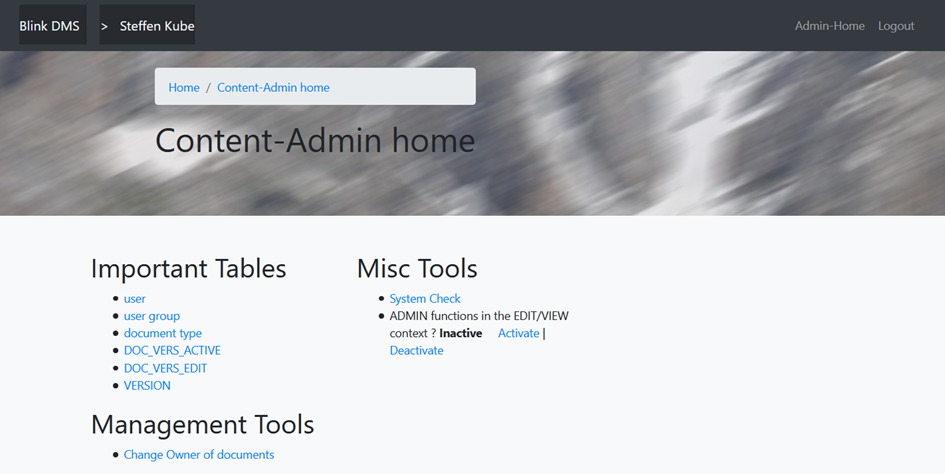 Blink DMS > Steffen Kube Admin-Home Logout
Home / Content-Admin home
Content-Admin home
Important Tables
user
user group
document type
DOC_VERS_ACTIVE
DOC_VERS_EDIT
VERSION
Management Tools
Change Owner of documents
Misc Tools
System Check
ADMIN functions in the EDIT/VIEW
context ? Inactive Activate |
Deactivate